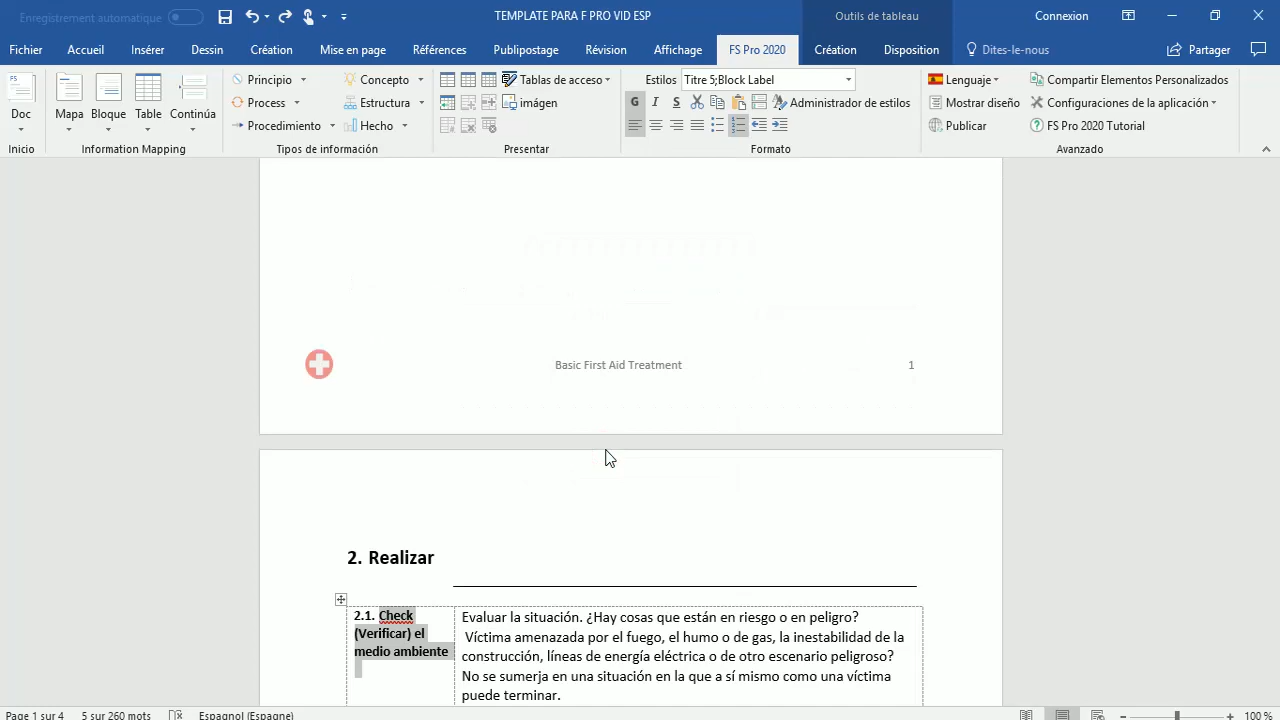 Enregistrement automatique
TEMPLATE PARA F PRO VID ESP
Outils de tableau
Connexion
Fichier Accueil Insérer Dessin Création Mise en page Références Publipostage Révision Affichage FS Pro 2020 Création Disposition Dites-le-nous Partager
FS
Doc
Mapa
Bloque
Table
Continúa
Principio
Process
Procedimiento
Concepto
Estructura
Hecho
Tablas de acceso
imágen
Estilos Titre 5;Block Label
G I S Administrador de estilos
Lenguaje
Mostrar diseño
Publicar
Compartir Elementos Personalizados
Configuraciones de la aplicación
FS Pro 2020 Tutorial
Inicio Information Mapping Tipos de información Presentar Formato Avanzado
Basic First Aid Treatment 1
2. Realizar
2.1. Check
(Verificar) el
medio ambiente
Evaluar la situación. ¿Hay cosas que están en riesgo o en peligro?
Víctima amenazada por el fuego, el humo o de gas, la inestabilidad de la
construcción, líneas de energía eléctrica o de otro escenario peligroso?
No se sumerja en una situación en la que a sí mismo como una víctima
puede terminar.
Page 1 sur 4 5 sur 260 mots Espagnol (Espagne) 100 %